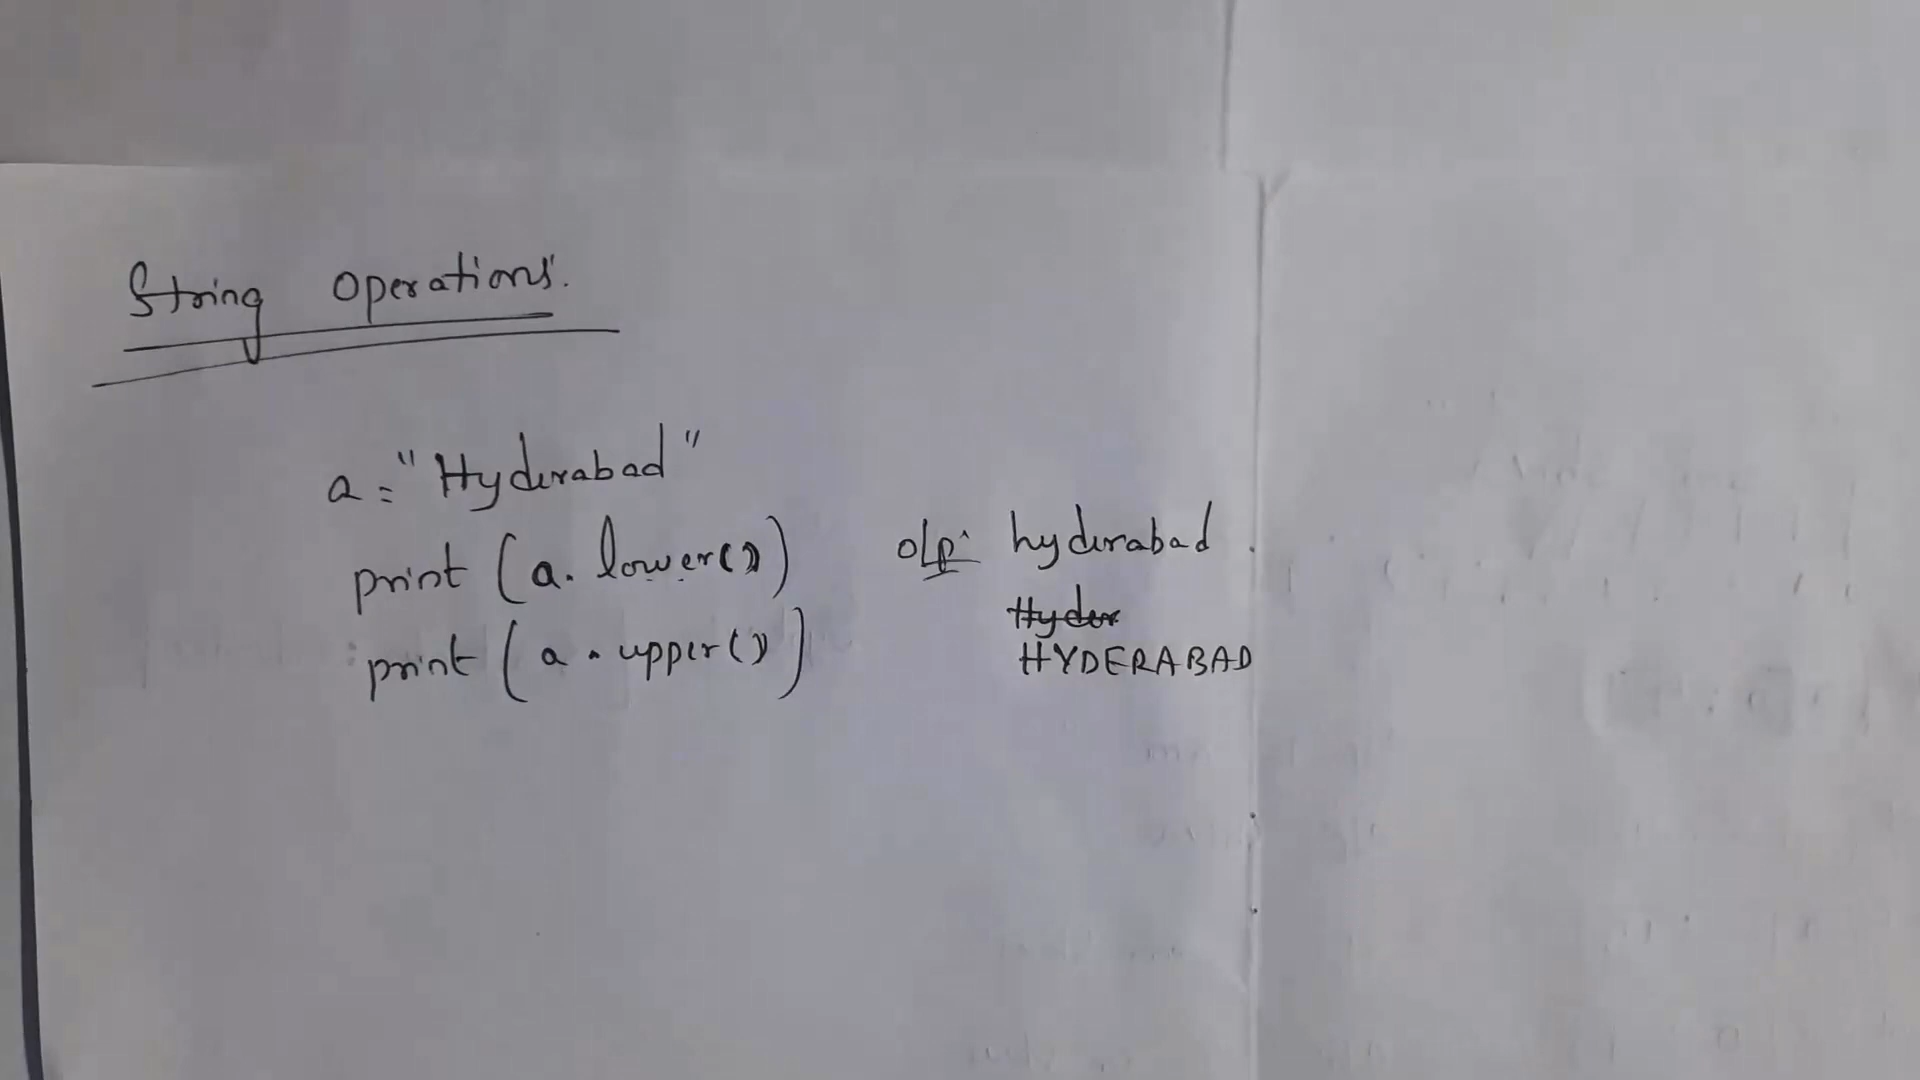 String Operations.
a = "Hyderabad"
print (a. lower()) o/p: hyderabad.
Hyder
print (a. upper()) HYDERABAD